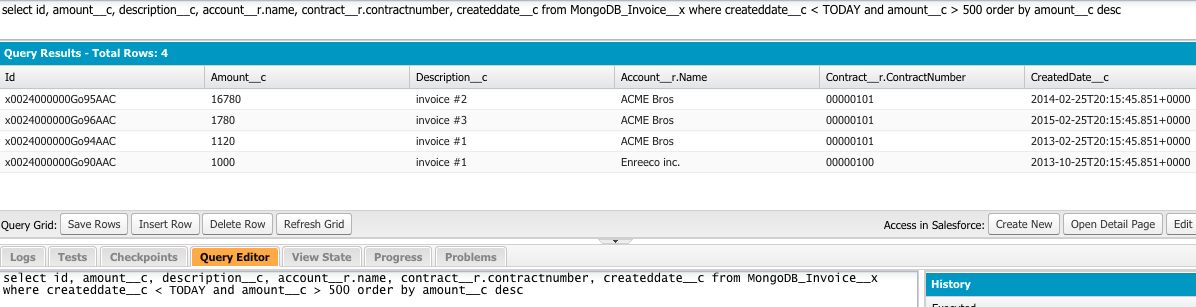 select id, amount__c, description__c, account__r.name, contract__r.contractnumber, createddate__c from MongoDB_Invoice__x where createddate__c < TODAY and amount__c > 500 order by amount__c desc
Query Results - Total Rows: 4
Id Amount__c Description__c Account__r.Name Contract__r.ContractNumber CreatedDate__c
x0024000000Go95AAC 16780 invoice #2 ACME Bros 00000101 2014-02-25T20:15:45.851+0000
x0024000000Go96AAC 1780 invoice #3 ACME Bros 00000101 2015-02-25T20:15:45.851+0000
x0024000000Go94AAC 1120 invoice #1 ACME Bros 00000101 2013-02-25T20:15:45.851+0000
x0024000000Go90AAC 1000 invoice #1 Enreeco inc. 00000100 2013-10-25T20:15:45.851+0000
Query Grid: Save Rows Insert Row Delete Row Refresh Grid Access in Salesforce: Create New Open Detail Page Edit
Logs Tests Checkpoints Query Editor View State Progress Problems
select id, amount__c, description__c, account__r.name, contract__r.contractnumber, createddate__c from MongoDB_Invoice__x
where createddate__c < TODAY and amount__c > 500 order by amount__c desc
History
Executed